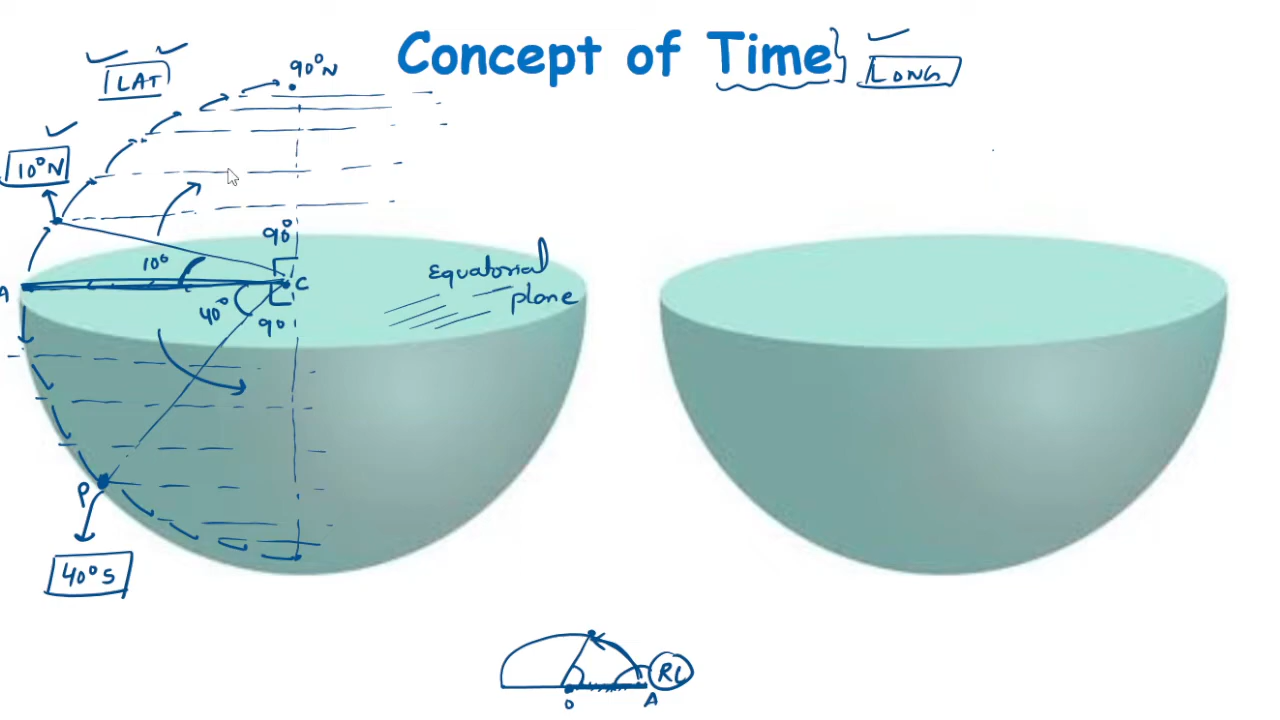 Concept of Time
LONG
LAT
90°N
10°N
90°
10°
A
C
Equatorial
plane
40°
90°
P
40°S
RL
O
A